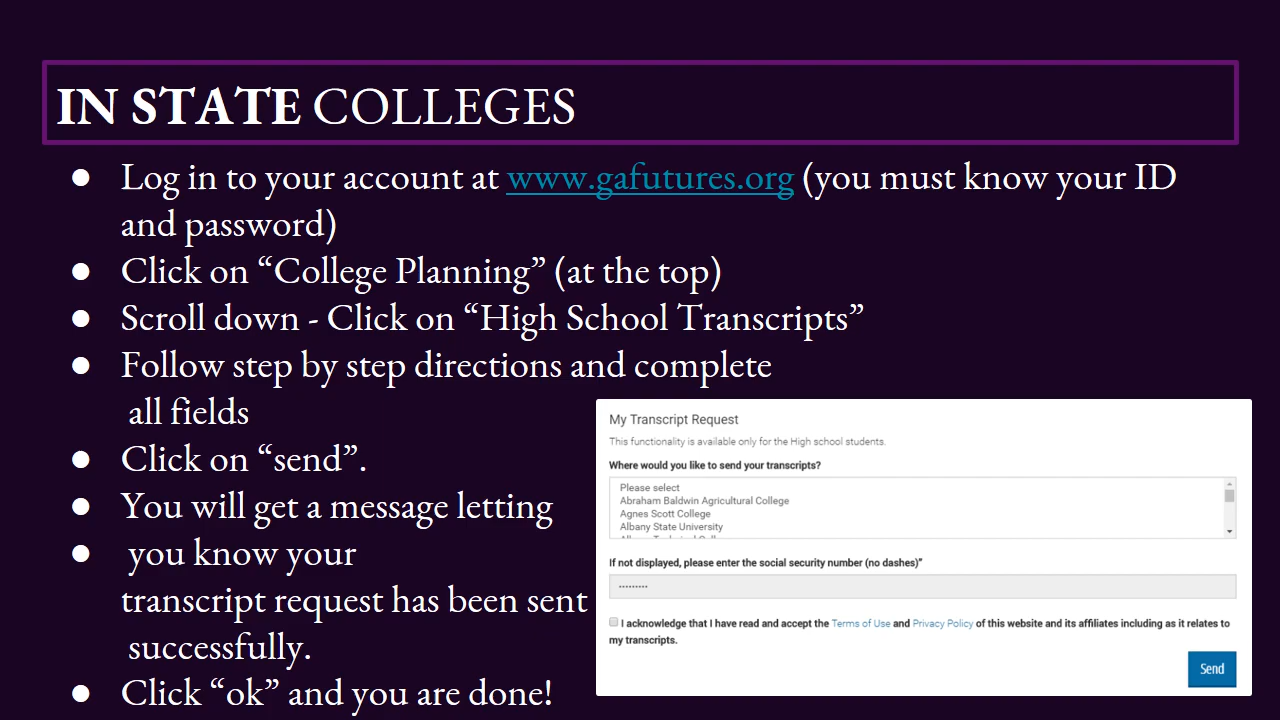 IN STATE COLLEGES
● Log in to your account at www.gafutures.org (you must know your ID
and password)
● Click on “College Planning” (at the top)
● Scroll down - Click on “High School Transcripts”
● Follow step by step directions and complete
all fields
● Click on “send”.
● You will get a message letting
● you know your
transcript request has been sent
successfully.
● Click “ok” and you are done!
My Transcript Request
This functionality is available only for the High school students.
Where would you like to send your transcripts?
Please select
Abraham Baldwin Agricultural College
Agnes Scott College
Albany State University
If not displayed, please enter the social security number (no dashes)"
•••••••••
I acknowledge that I have read and accept the Terms of Use and Privacy Policy of this website and its affiliates including as it relates to
my transcripts.
Send